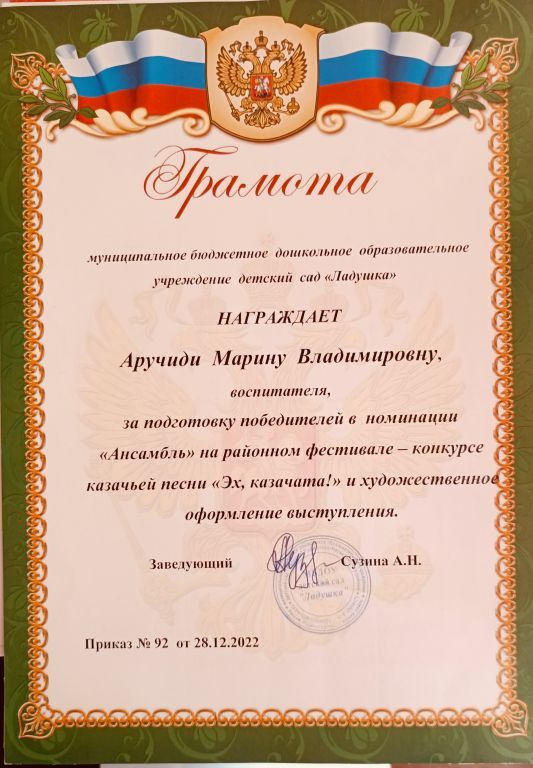 Грамота
муниципальное бюджетное дошкольное образовательное
учреждение детский сад «Ладушка»
НАГРАЖДАЕТ
Аручиди Марину Владимировну,
воспитателя,
за подготовку победителей в номинации
«Ансамбль» на районном фестивале – конкурсе
казачьей песни «Эх, казачата!» и художественное
оформление выступления.
Заведующий Сузина А.Н.
сад
"Ладушка"
Приказ № 92 от 28.12.2022